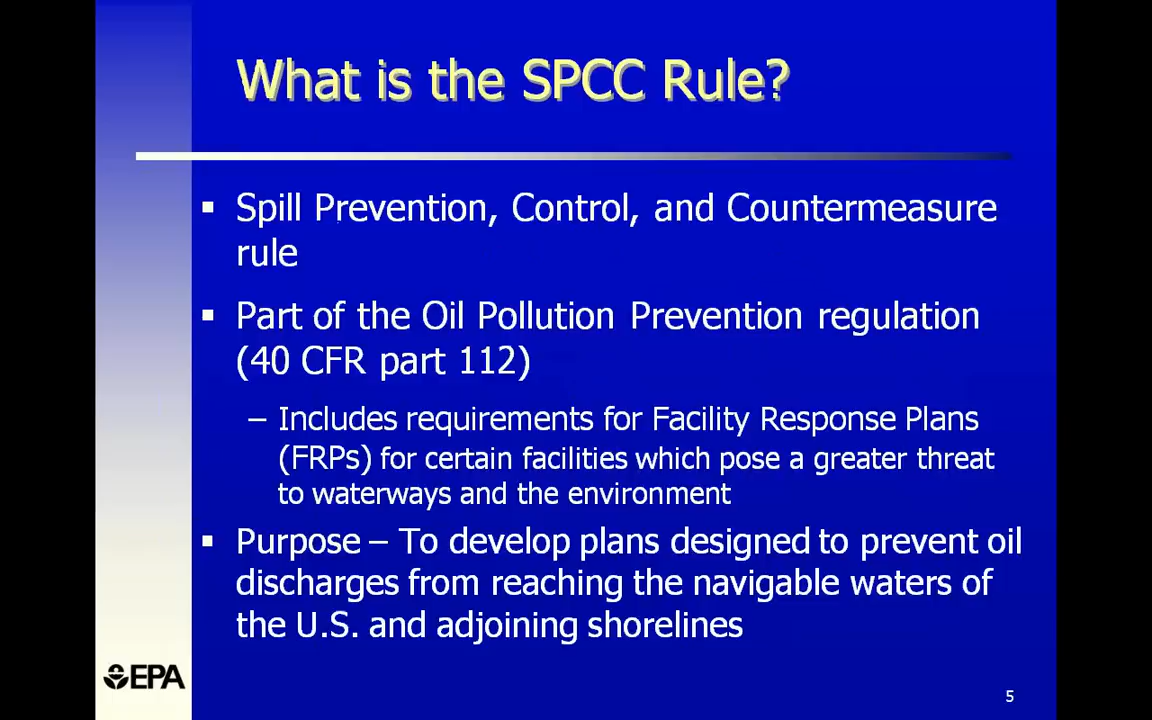 What is the SPCC Rule?
▪ Spill Prevention, Control, and Countermeasure
rule
▪ Part of the Oil Pollution Prevention regulation
(40 CFR part 112)
– Includes requirements for Facility Response Plans
(FRPs) for certain facilities which pose a greater threat
to waterways and the environment
▪ Purpose – To develop plans designed to prevent oil
discharges from reaching the navigable waters of
the U.S. and adjoining shorelines
EPA
5